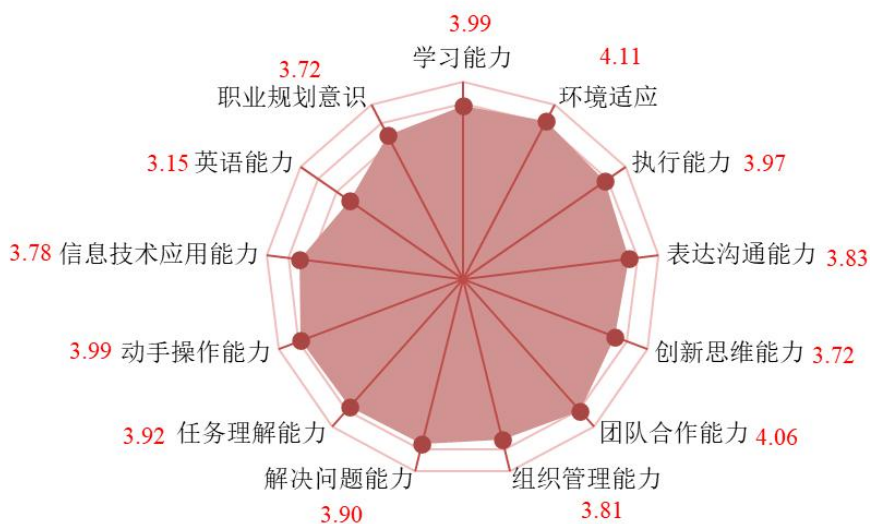 3.99
学习能力
4.11
环境适应
执行能力 3.97
表达沟通能力 3.83
创新思维能力 3.72
团队合作能力 4.06
组织管理能力
3.81
解决问题能力
3.90
3.92 任务理解能力
3.99 动手操作能力
3.78 信息技术应用能力
3.15 英语能力
3.72
职业规划意识